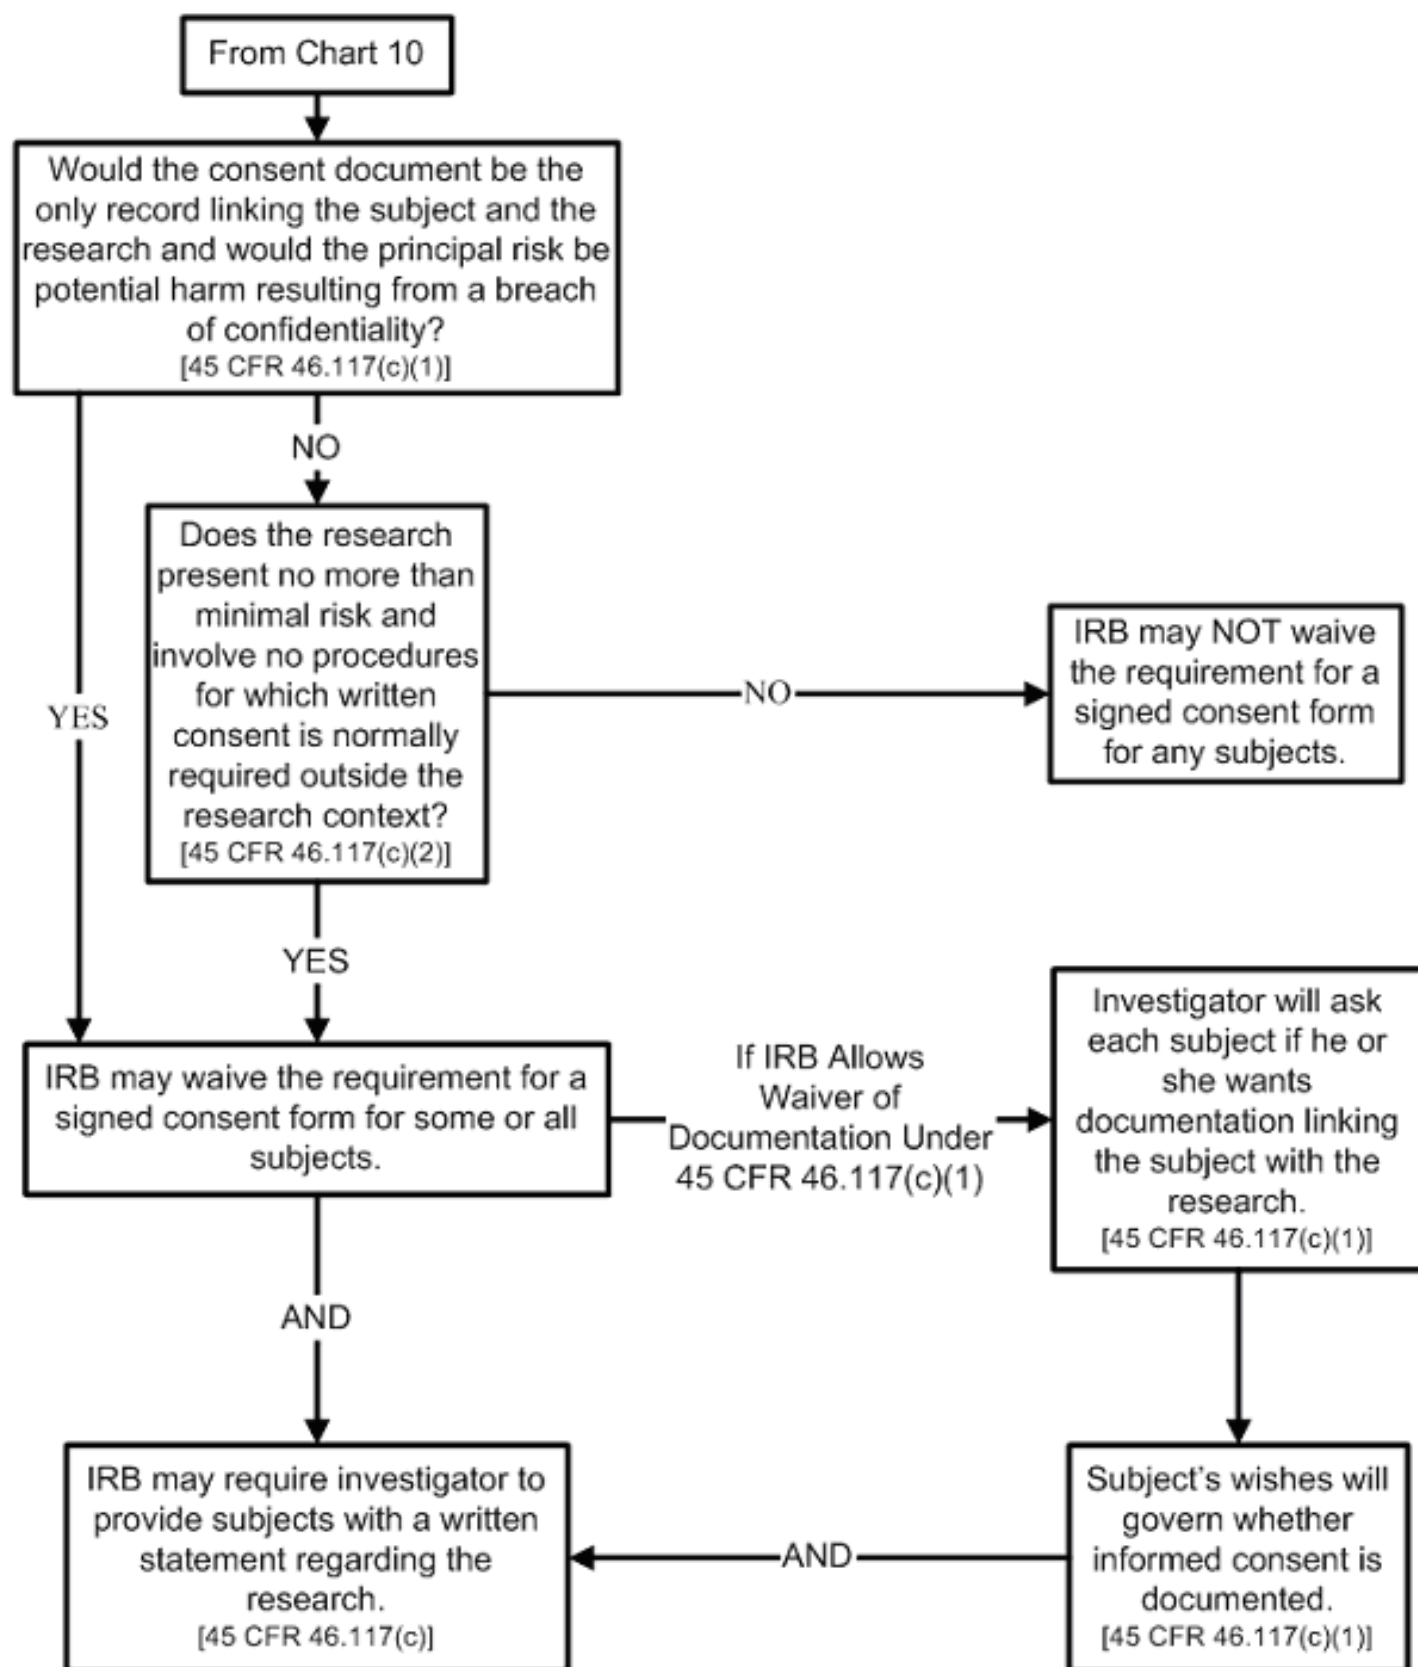 From Chart 10
Would the consent document be the
only record linking the subject and the
research and would the principal risk be
potential harm resulting from a breach
of confidentiality?
[45 CFR 46.117(c)(1)]
NO
YES
Does the research
present no more than
minimal risk and
involve no procedures
for which written
consent is normally
required outside the
research context?
[45 CFR 46.117(c)(2)]
NO
IRB may NOT waive
the requirement for a
signed consent form
for any subjects.
YES
IRB may waive the requirement for a
signed consent form for some or all
subjects.
If IRB Allows
Waiver of
Documentation Under
45 CFR 46.117(c)(1)
Investigator will ask
each subject if he or
she wants
documentation linking
the subject with the
research.
[45 CFR 46.117(c)(1)]
AND
IRB may require investigator to
provide subjects with a written
statement regarding the
research.
[45 CFR 46.117(c)]
AND
Subject's wishes will
govern whether
informed consent is
documented.
[45 CFR 46.117(c)(1)]